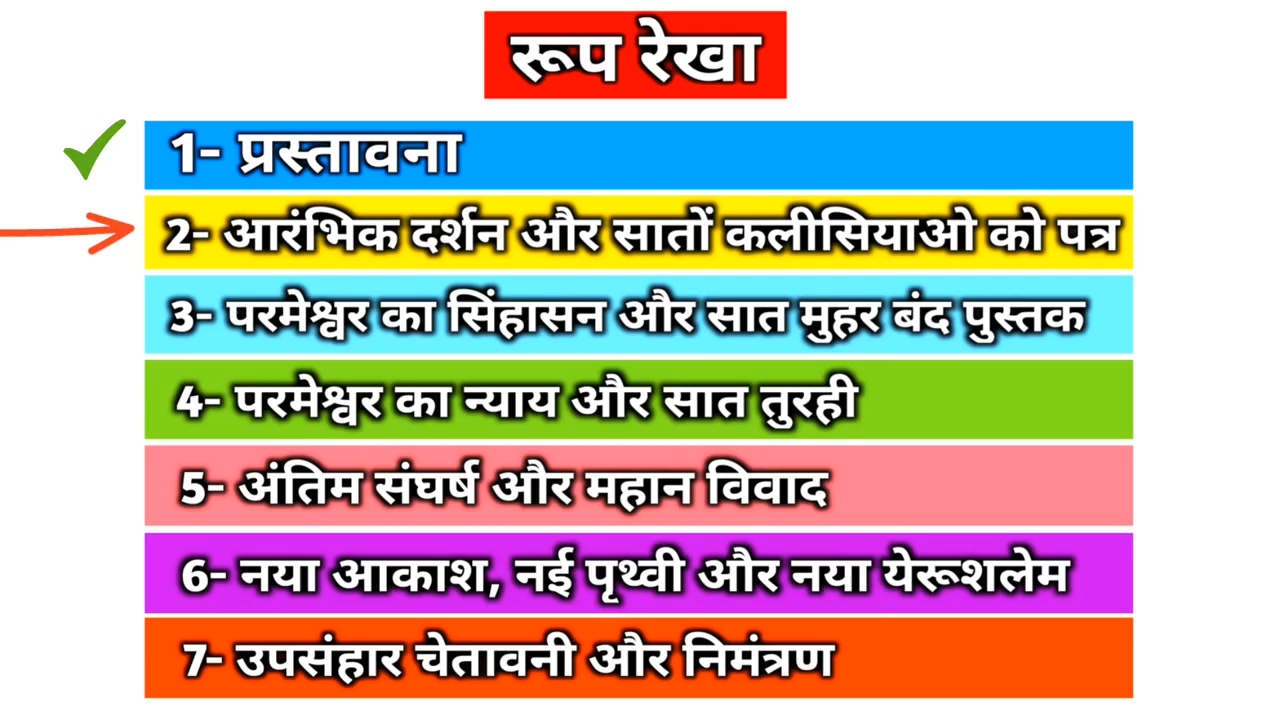 रूप रेखा
1- प्रस्तावना
2- आरंभिक दर्शन और सातों कलीसियाओ को पत्र
3- परमेश्वर का सिंहासन और सात मुहर बंद पुस्तक
4- परमेश्वर का न्याय और सात तुरही
5- अंतिम संघर्ष और महान विवाद
6- नया आकाश, नई पृथ्वी और नया येरूशलेम
7- उपसंहार चेतावनी और निमंत्रण